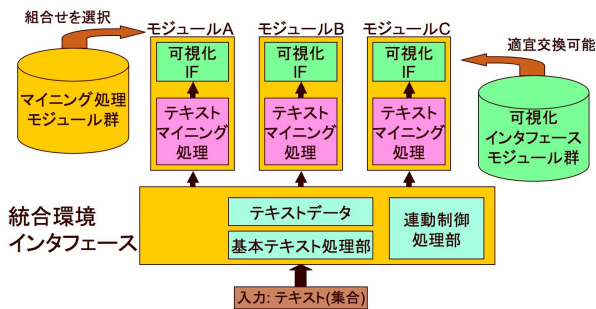 組合せを選択
モジュールA
モジュールB
モジュールC
適宜交換可能
可視化
IF
可視化
IF
可視化
IF
マイニング処理
モジュール群
テキスト
マイニング
処理
テキスト
マイニング
処理
テキスト
マイニング
処理
可視化
インタフェース
モジュール群
統合環境
インタフェース
テキストデータ
基本テキスト処理部
連動制御
処理部
入力: テキスト(集合)